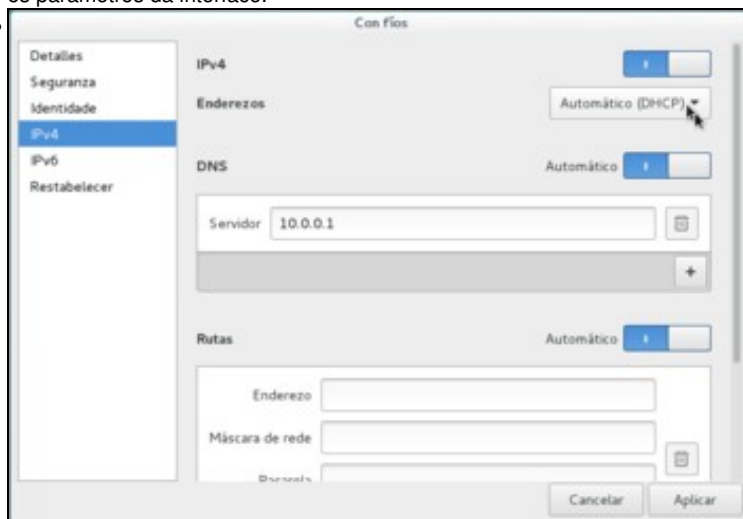 os parámetros da interface.
Con fíos
Detalles
Seguranza
Identidade
IPv4
IPv6
Restabelecer
IPv4
Enderezos
Automático (DHCP)
DNS
Automático
Servidor 10.0.0.1
+
Rutas
Automático
Enderezo
Máscara de rede
Pasarela
Cancelar
Aplicar